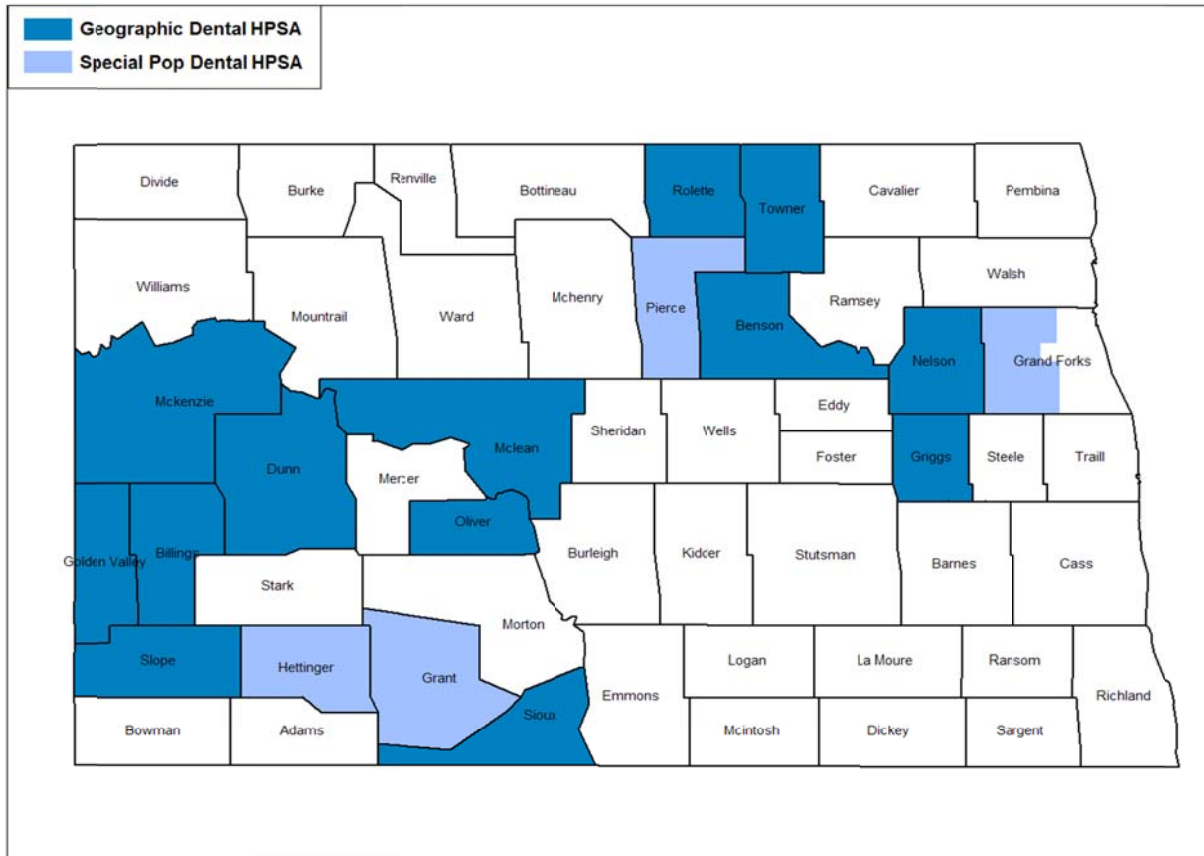 Geographic Dental HPSA
Special Pop Dental HPSA
Divide
Burke
Renville
Bottineau
Rolette
Towner
Cavalier
Pembina
Williams
Mountrail
Ward
Mchenry
Pierce
Benson
Ramsey
Walsh
Nelson
Grand Forks
Mckenzie
Dunn
Mclean
Mercer
Oliver
Sheridan
Wells
Eddy
Foster
Griggs
Steele
Traill
Golden Valley
Billings
Stark
Burleigh
Kidder
Stutsman
Barnes
Cass
Morton
Slope
Hettinger
Grant
Sioux
Emmons
Logan
La Moure
Ransom
Richland
Bowman
Adams
Mcintosh
Dickey
Sargent